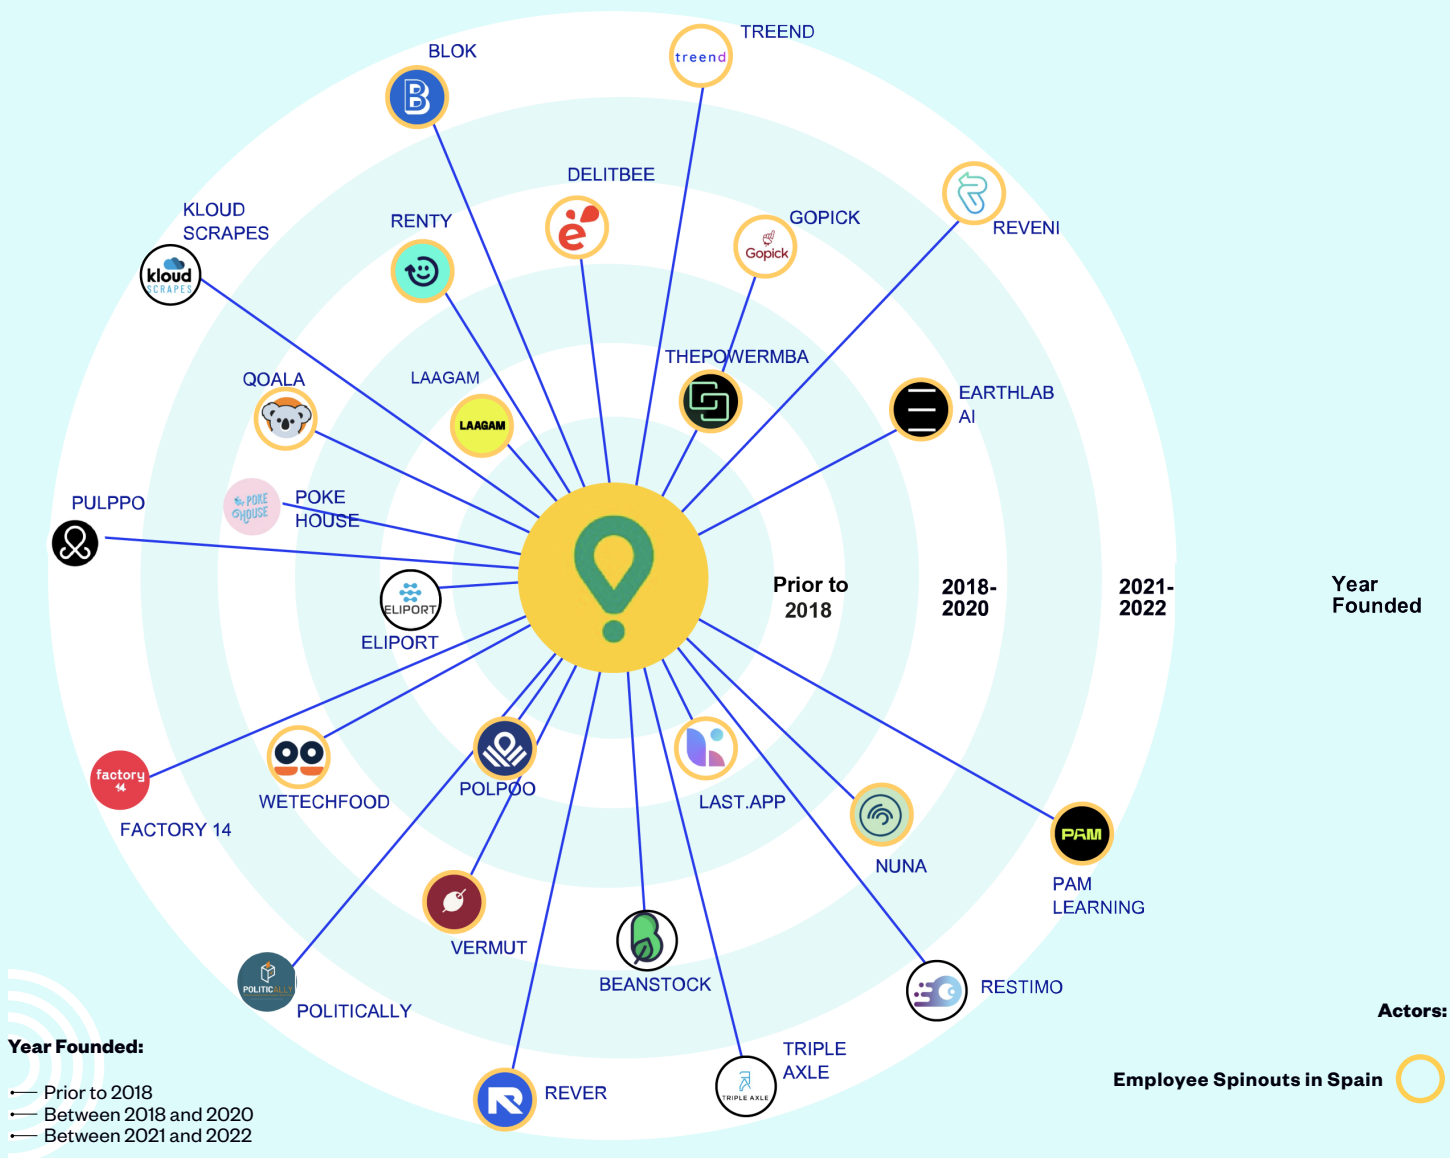 TREEND
treend
BLOK
B
DELITBEE
KLOUD
SCRAPES
RENTY
GOPICK
Gopick
REVENI
kloud
SCRAPES
THEPOWERMBA
QOALA
LAAGAM
LAAGAM
EARTHLAB
AI
PULPPO
POKE
HOUSE
POKE
HOUSE
ELIPORT
ELIPORT
Prior to
2018
2018-
2020
2021-
2022
Year
Founded
factory
14
FACTORY 14
WETECHFOOD
POLPOO
LAST.APP
NUNA
PAM
PAM
LEARNING
VERMUT
BEANSTOCK
POLITICALLY
POLITICALLY
RESTIMO
REVER
TRIPLE
AXLE
TRIPLE AXLE
Year Founded:
Prior to 2018
Between 2018 and 2020
Between 2021 and 2022
Actors:
Employee Spinouts in Spain